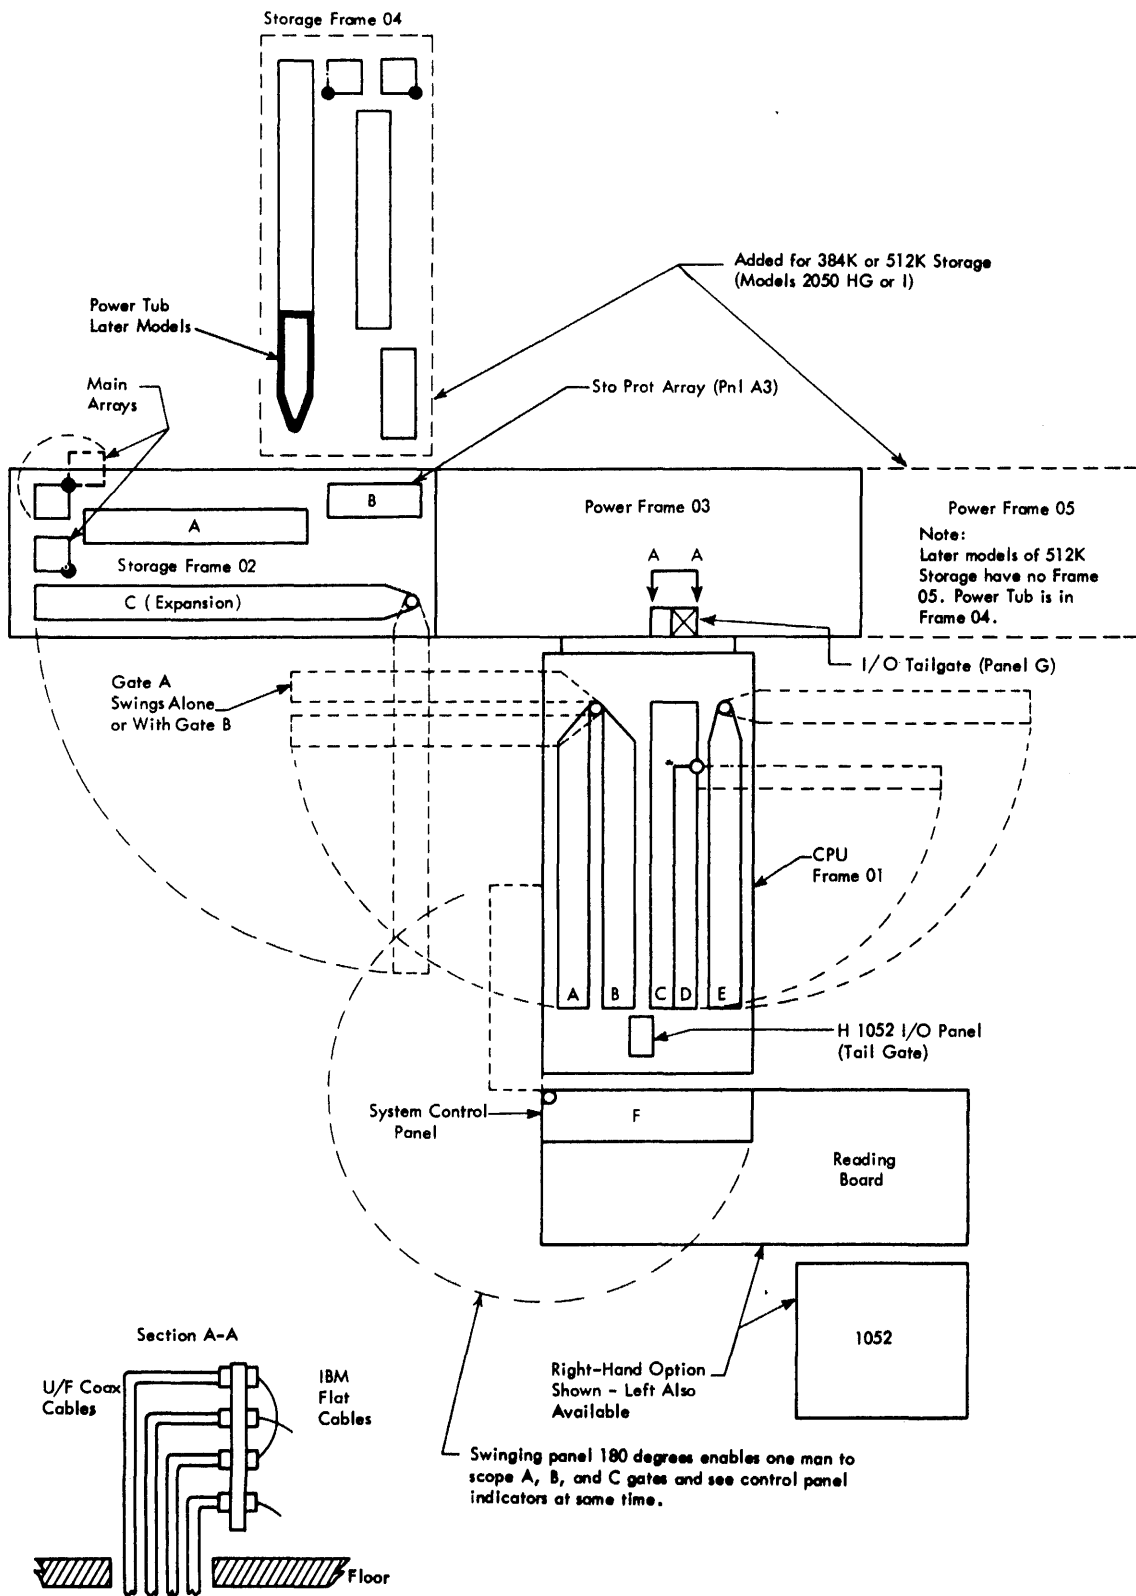 Storage Frame 04
Added for 384K or 512K Storage
(Models 2050 HG or I)
Power Tub
Later Models
Main
Arrays
Sto Prot Array (Pnl A3)
B
A
Storage Frame 02
C (Expansion)
Power Frame 03
A A
Power Frame 05
Note:
Later models of 512K
Storage have no Frame
05. Power Tub is in
Frame 04.
I/O Tailgate (Panel G)
Gate A
Swings Alone
or With Gate B
CPU
Frame 01
A B C D E
H 1052 I/O Panel
(Tail Gate)
System Control
Panel
F
Reading
Board
1052
Right-Hand Option
Shown - Left Also
Available
Section A-A
U/F Coax
Cables
IBM
Flat
Cables
Swinging panel 180 degrees enables one man to
scope A, B, and C gates and see control panel
indicators at same time.
Floor